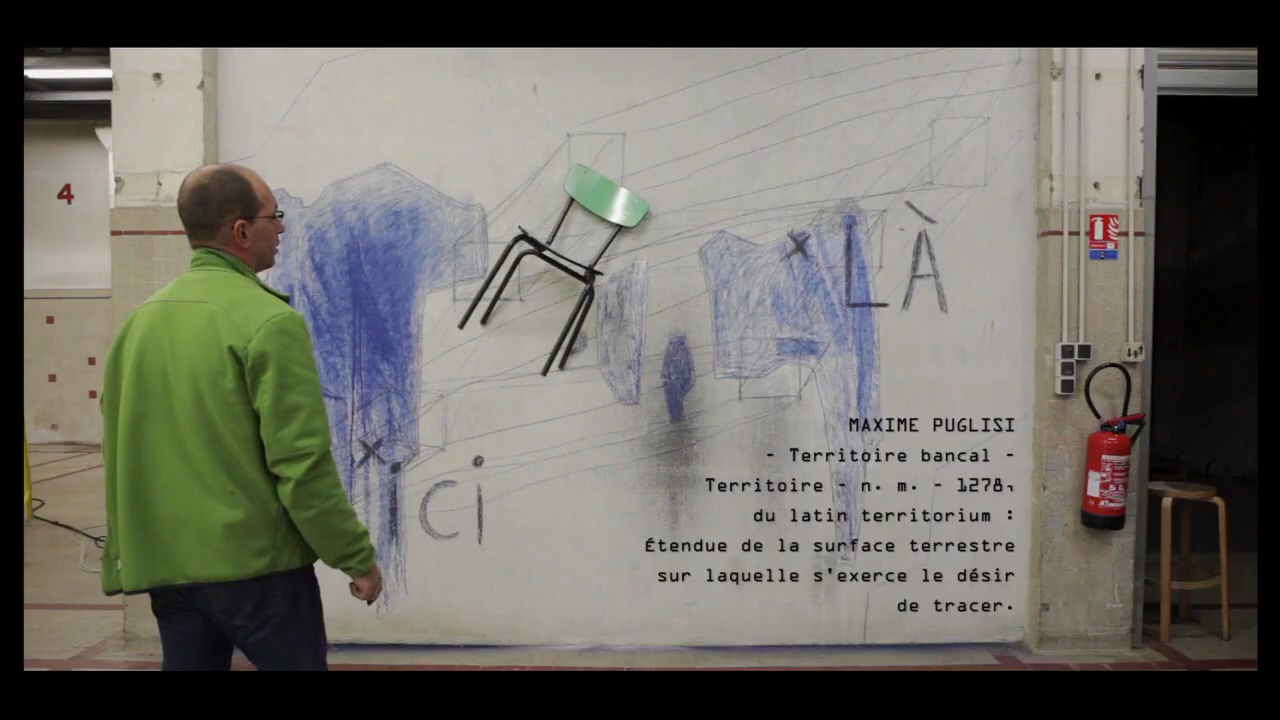 4
X LÀ
X ici
MAXIME PUGLISI
- Territoire bancal -
Territoire - n. m. - 1278,
du latin territorium :
Étendue de la surface terrestre
sur laquelle s'exerce le désir
de tracer.